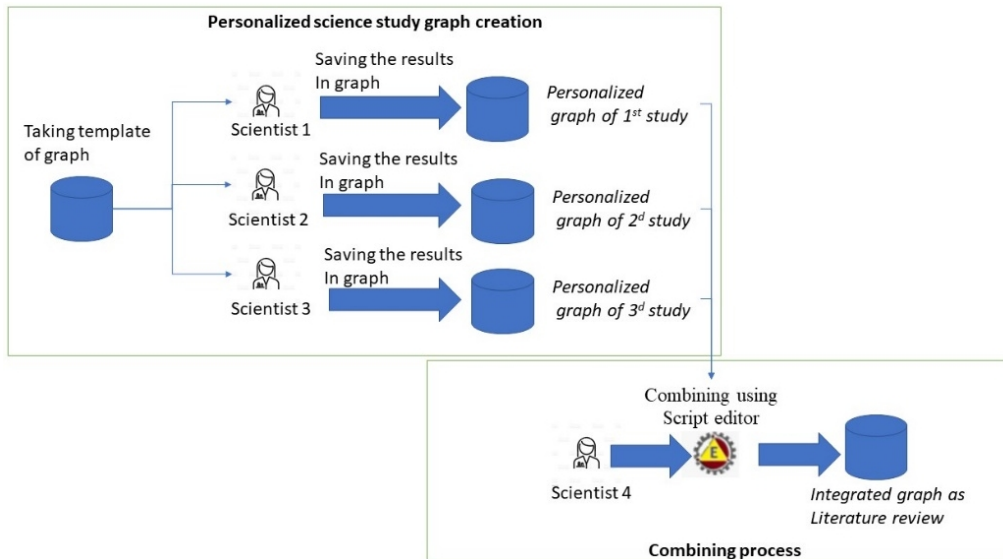 Personalized science study graph creation
Taking template
of graph
Saving the results
In graph
Scientist 1
Personalized
graph of 1st study
Saving the results
In graph
Scientist 2
Personalized
graph of 2d study
Saving the results
In graph
Scientist 3
Personalized
graph of 3d study
Combining using
Script editor
E
Scientist 4
Integrated graph as
Literature review
Combining process